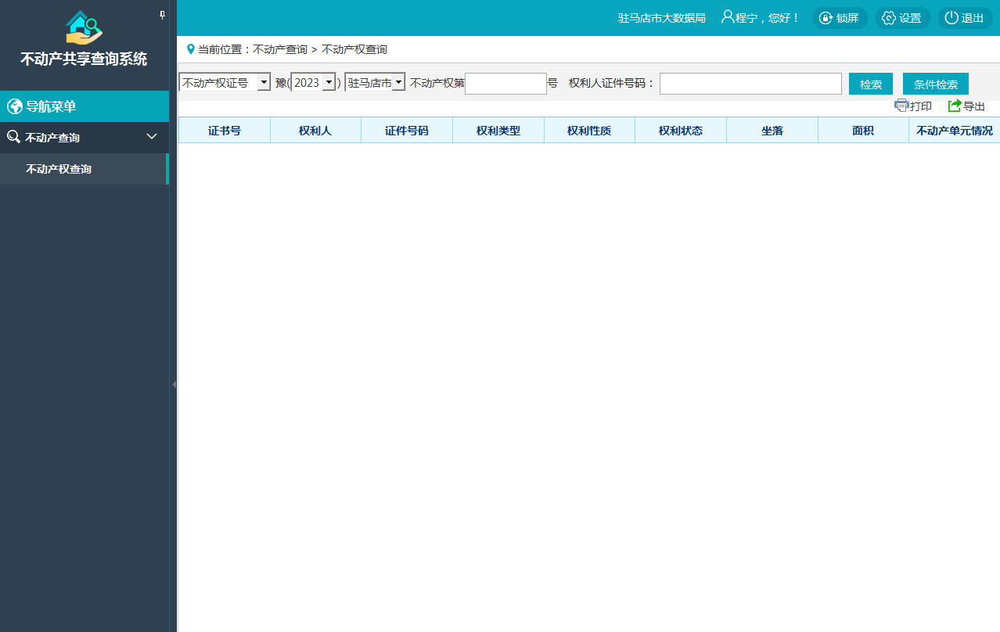 不动产共享查询系统
驻马店市大数据局 程宁，您好！ 锁屏 设置 退出
当前位置：不动产查询 > 不动产权查询
不动产权证号 豫( 2023 ) 驻马店市 不动产权第 号 权利人证件号码： 检索 条件检索
打印 导出
证书号 权利人 证件号码 权利类型 权利性质 权利状态 坐落 面积 不动产单元情况
导航菜单
不动产查询
不动产权查询